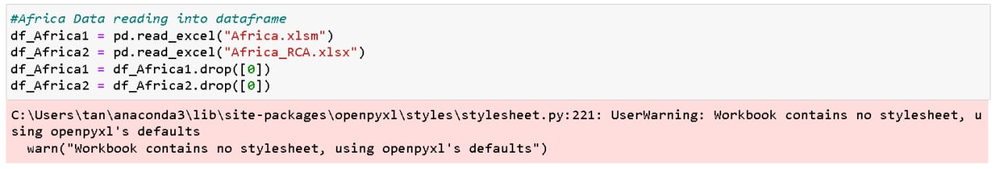 #Africa Data reading into dataframe
df_Africa1 = pd.read_excel("Africa.xlsm")
df_Africa2 = pd.read_excel("Africa_RCA.xlsx")
df_Africa1 = df_Africa1.drop([0])
df_Africa2 = df_Africa2.drop([0])
C:\Users\tan\anaconda3\lib\site-packages\openpyxl\styles\stylesheet.py:221: UserWarning: Workbook contains no stylesheet, u
sing openpyxl's defaults
  warn("Workbook contains no stylesheet, using openpyxl's defaults")